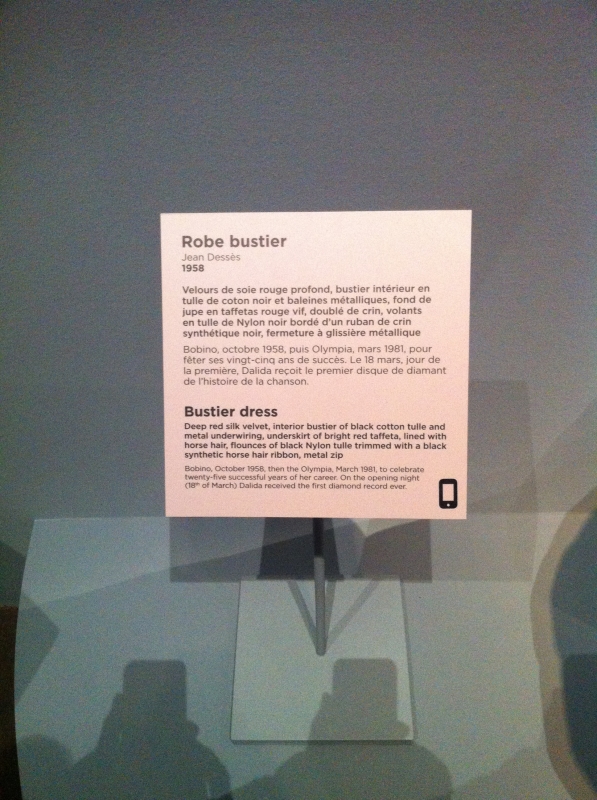 Robe bustier
Jean Dessès
1958
Velours de soie rouge profond, bustier intérieur en
tulle de coton noir et baleines métalliques, fond de
jupe en taffetas rouge vif, doublé de crin, volants
en tulle de Nylon noir bordé d'un ruban de crin
synthétique noir, fermeture à glissière métallique
Bobino, octobre 1958, puis Olympia, mars 1981, pour
fêter ses vingt-cinq ans de succès. Le 18 mars, jour de
la première, Dalida reçoit le premier disque de diamant
de l'histoire de la chanson.
Bustier dress
Deep red silk velvet, interior bustier of black cotton tulle and
metal underwiring, underskirt of bright red taffeta, lined with
horse hair, flounces of black Nylon tulle trimmed with a black
synthetic horse hair ribbon, metal zip
Bobino, October 1958, then the Olympia, March 1981, to celebrate
twenty-five successful years of her career. On the opening night
(18th of March) Dalida received the first diamond record ever.